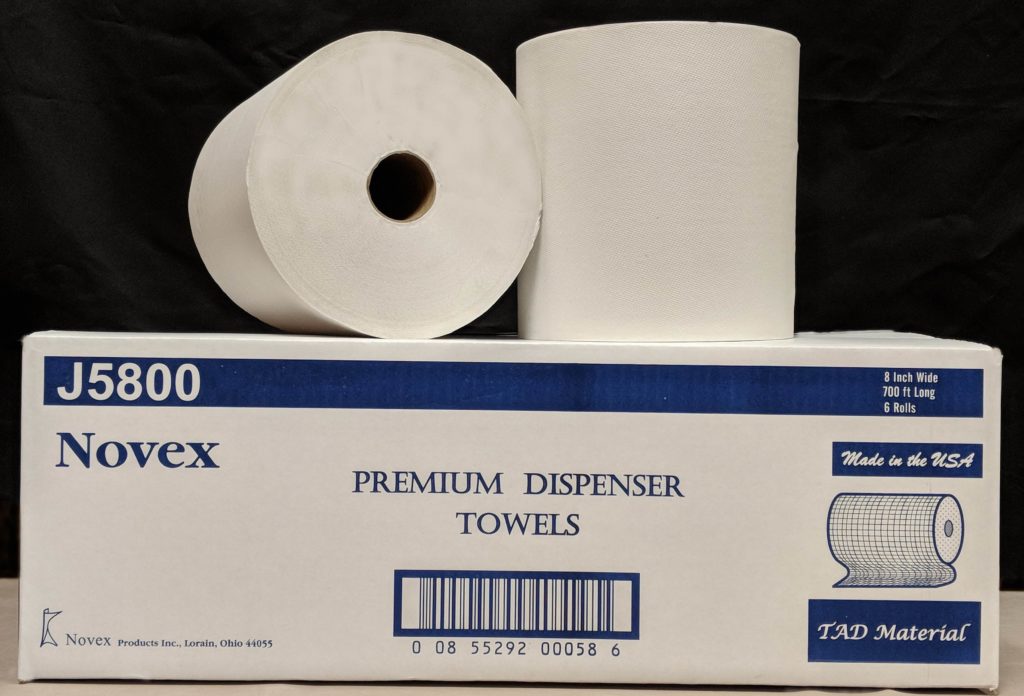 J5800
8 Inch Wide
700 ft Long
6 Rolls
Novex
Made in the USA
PREMIUM DISPENSER
TOWELS
Novex Products Inc., Lorain, Ohio 44055
0 08 55292 00058 6
TAD Material